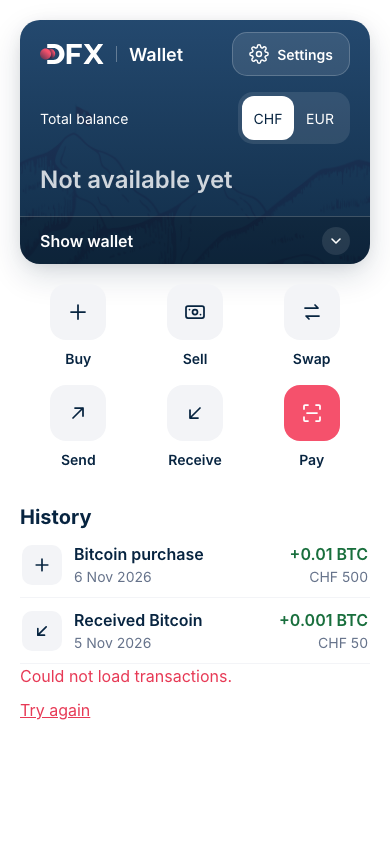 DFX Wallet Settings
Total balance CHF EUR
Not available yet
Show wallet
Buy Sell Swap
Send Receive Pay
History
Bitcoin purchase +0.01 BTC
6 Nov 2026 CHF 500
Received Bitcoin +0.001 BTC
5 Nov 2026 CHF 50
Could not load transactions.
Try again